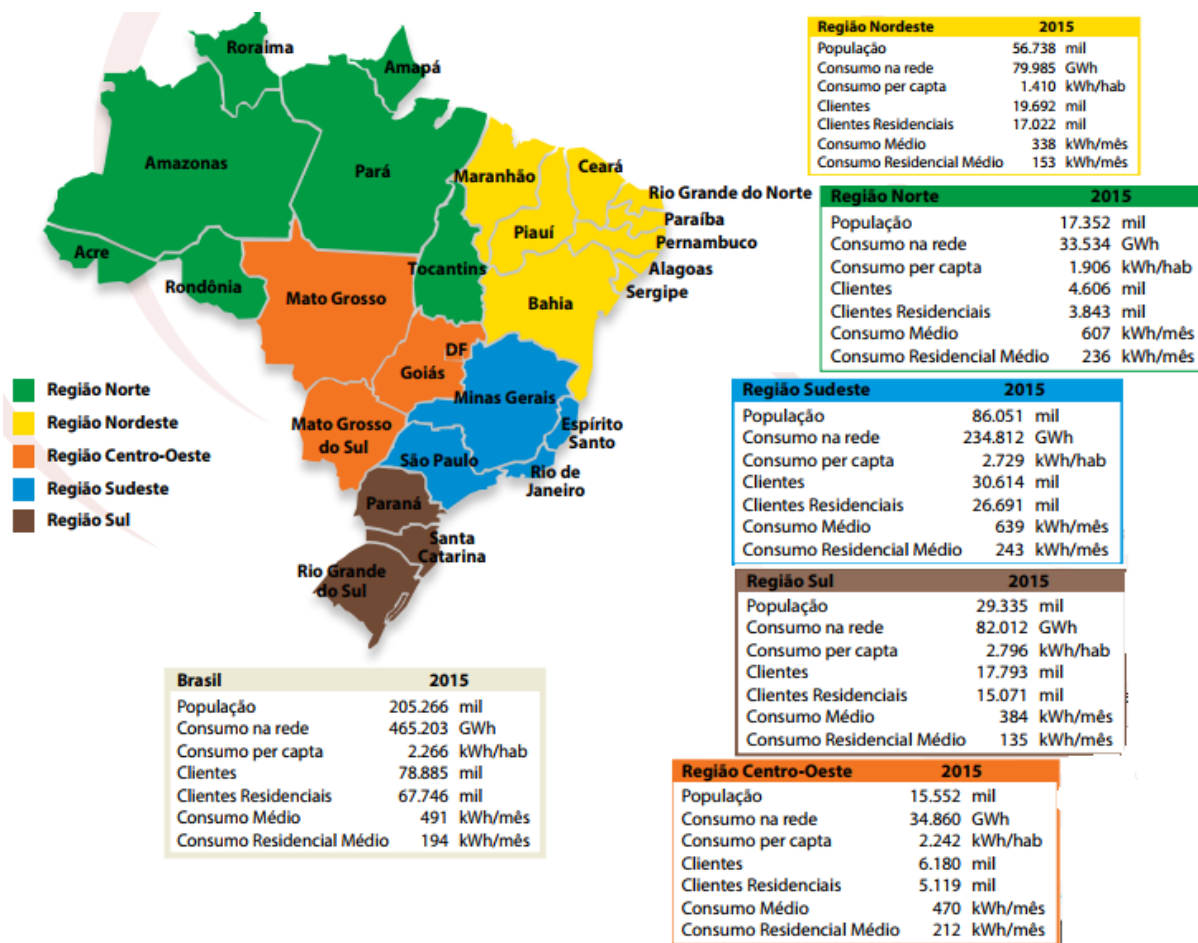 Roraima
Amapá
Amazonas
Pará
Maranhão
Ceará
Rio Grande do Norte
Paraíba
Piauí
Pernambuco
Acre
Tocantins
Alagoas
Rondônia
Sergipe
Mato Grosso
Bahia
DF
Goiás
Minas Gerais
Mato Grosso
do Sul
Espírito
Santo
São Paulo
Rio de
Janeiro
Paraná
Santa
Catarina
Rio Grande
do Sul
Região Norte
Região Nordeste
Região Centro-Oeste
Região Sudeste
Região Sul
Região Nordeste 2015
População 56.738 mil
Consumo na rede 79.985 GWh
Consumo per capta 1.410 kWh/hab
Clientes 19.692 mil
Clientes Residenciais 17.022 mil
Consumo Médio 338 kWh/mês
Consumo Residencial Médio 153 kWh/mês
Região Norte 2015
População 17.352 mil
Consumo na rede 33.534 GWh
Consumo per capta 1.906 kWh/hab
Clientes 4.606 mil
Clientes Residenciais 3.843 mil
Consumo Médio 607 kWh/mês
Consumo Residencial Médio 236 kWh/mês
Região Sudeste 2015
População 86.051 mil
Consumo na rede 234.812 GWh
Consumo per capta 2.729 kWh/hab
Clientes 30.614 mil
Clientes Residenciais 26.691 mil
Consumo Médio 639 kWh/mês
Consumo Residencial Médio 243 kWh/mês
Região Sul 2015
População 29.335 mil
Consumo na rede 82.012 GWh
Consumo per capta 2.796 kWh/hab
Clientes 17.793 mil
Clientes Residenciais 15.071 mil
Consumo Médio 384 kWh/mês
Consumo Residencial Médio 135 kWh/mês
Brasil 2015
População 205.266 mil
Consumo na rede 465.203 GWh
Consumo per capta 2.266 kWh/hab
Clientes 78.885 mil
Clientes Residenciais 67.746 mil
Consumo Médio 491 kWh/mês
Consumo Residencial Médio 194 kWh/mês
Região Centro-Oeste 2015
População 15.552 mil
Consumo na rede 34.860 GWh
Consumo per capta 2.242 kWh/hab
Clientes 6.180 mil
Clientes Residenciais 5.119 mil
Consumo Médio 470 kWh/mês
Consumo Residencial Médio 212 kWh/mês